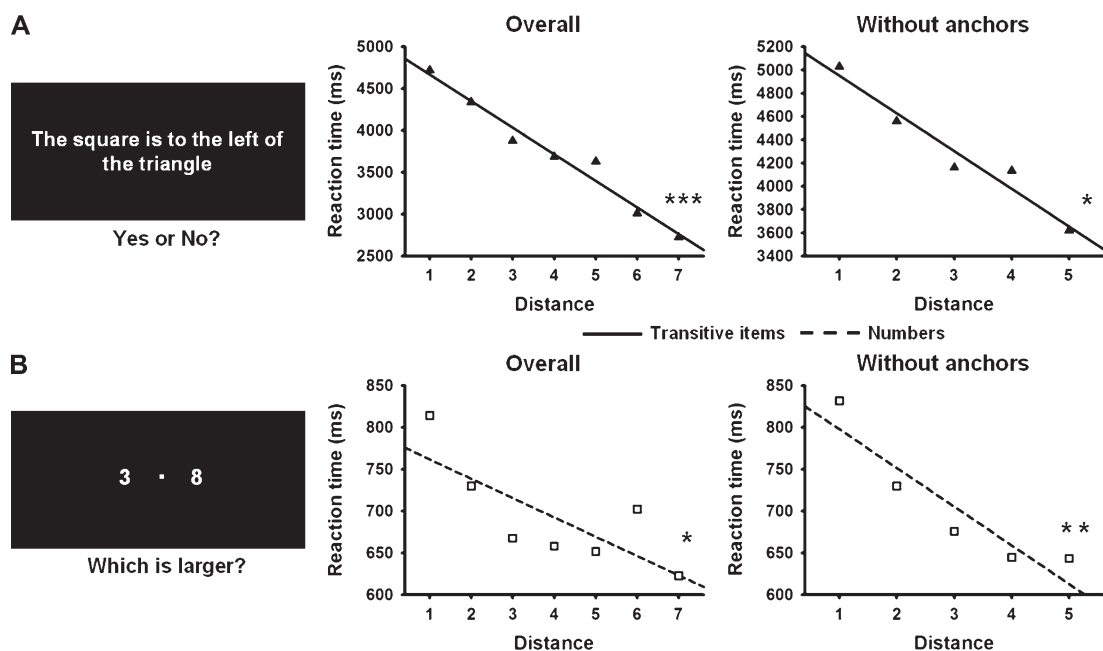 A
Overall
Without anchors
The square is to the left of
the triangle
Yes or No?
Reaction time (ms)
5000
4500
4000
3500
3000
2500
***
1 2 3 4 5 6 7
Distance
Reaction time (ms)
5200
5000
4800
4600
4400
4200
4000
3800
3600
3400
*
1 2 3 4 5
Distance
Transitive items
Numbers
B
Overall
Without anchors
3 · 8
Which is larger?
Reaction time (ms)
850
800
750
700
650
600
*
1 2 3 4 5 6 7
Distance
Reaction time (ms)
850
800
750
700
650
600
**
1 2 3 4 5
Distance